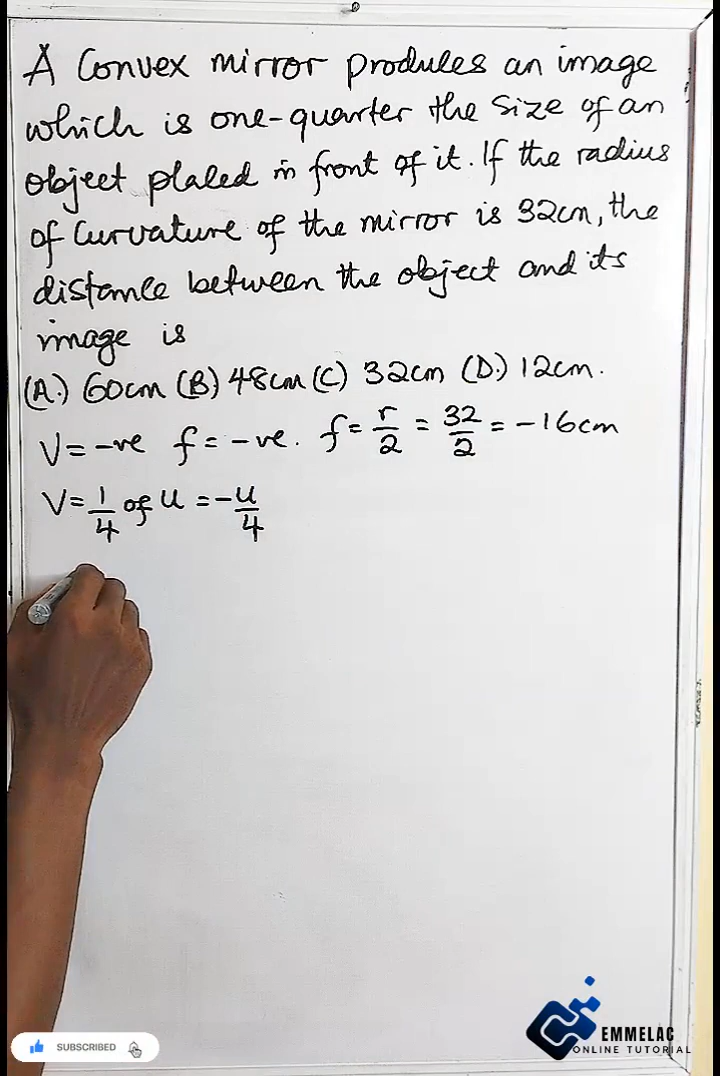 A Convex mirror produces an image
which is one-quarter the size of an
object placed in front of it. If the radius
of Curvature of the mirror is 32cm, the
distance between the object and its
image is
(A.) 60cm (B) 48cm (C) 32cm (D.) 12cm.
V = -ve f = -ve. f = r/2 = 32/2 = -16cm
V = 1/4 of u = -u/4
SUBSCRIBED
EMMELAC
ONLINE TUTORIAL